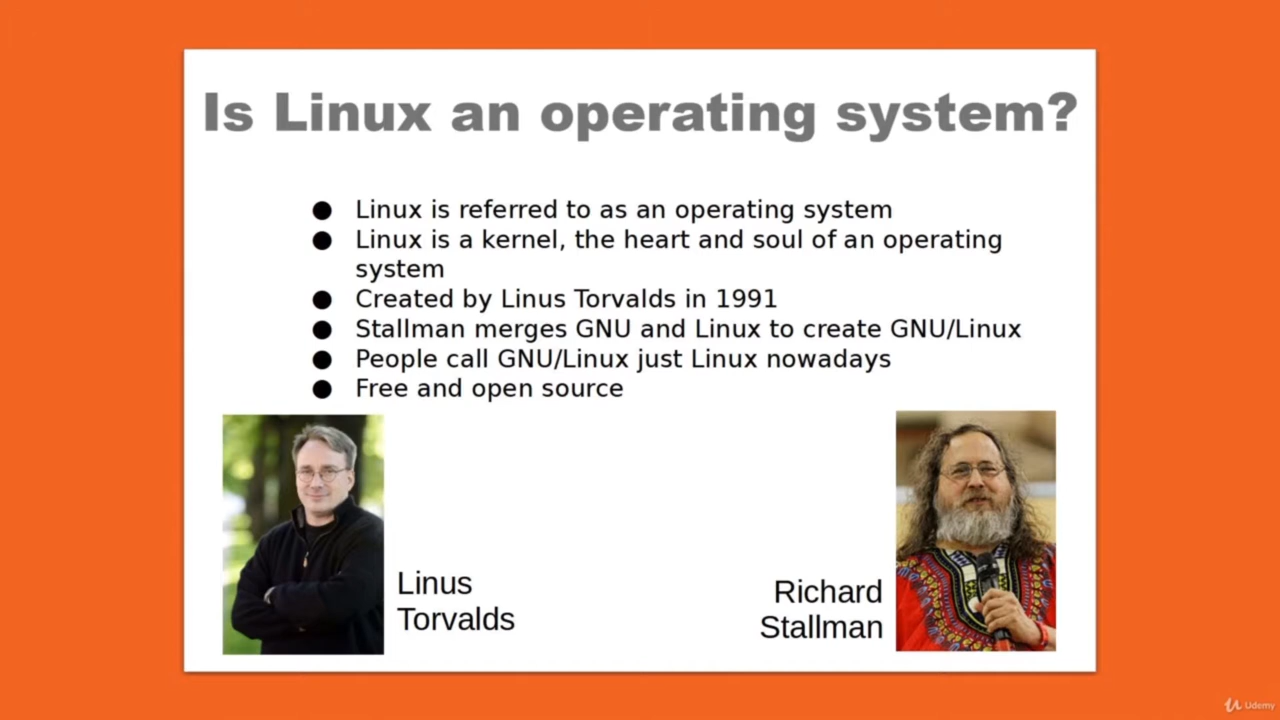 Is Linux an operating system?
● Linux is referred to as an operating system
● Linux is a kernel, the heart and soul of an operating
system
● Created by Linus Torvalds in 1991
● Stallman merges GNU and Linux to create GNU/Linux
● People call GNU/Linux just Linux nowadays
● Free and open source
Linus
Torvalds
Richard
Stallman
Udemy